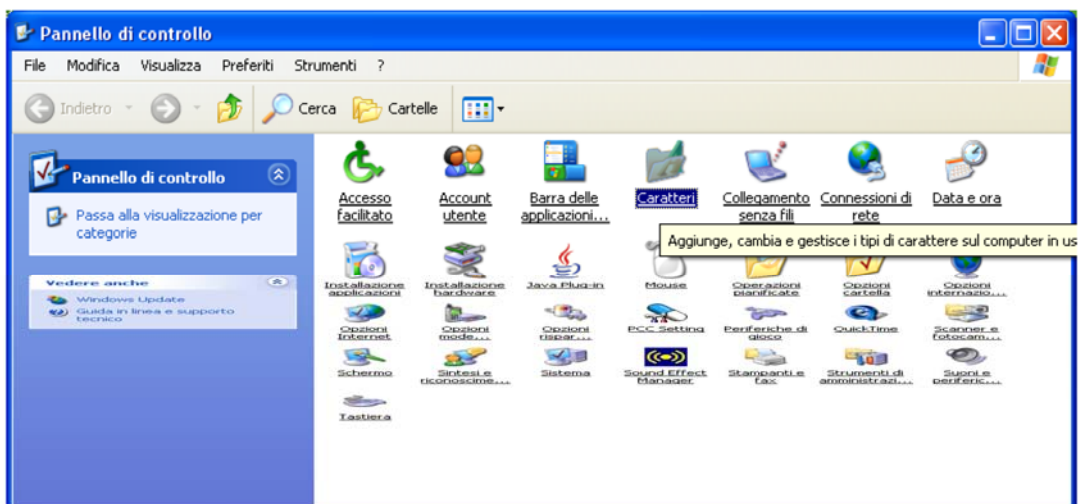 Pannello di controllo
File Modifica Visualizza Preferiti Strumenti ?
Indietro Cerca Cartelle
Pannello di controllo
Passa alla visualizzazione per
categorie
Vedere anche
Windows Update
Guida in linea e supporto
tecnico
Accesso
facilitato
Account
utente
Barra delle
applicazioni...
Caratteri
Collegamento
senza fili
Connessioni di
rete
Data e ora
Aggiunge, cambia e gestisce i tipi di carattere sul computer in us
Installazione
applicazioni
Installazione
hardware
Java Plug-in
Mouse
Operazioni
pianificate
Opzioni
cartella
Opzioni
internazio...
Opzioni
Internet
Opzioni
mode...
Opzioni
rispar...
PCC Setting
Periferiche di
gioco
QuickTime
Scanner e
fotocam...
Schermo
Sintesi e
riconoscime...
Sistema
Sound Effect
Manager
Stampanti e
fax
Strumenti di
amministrazi...
Suoni e
periferic...
Tastiera